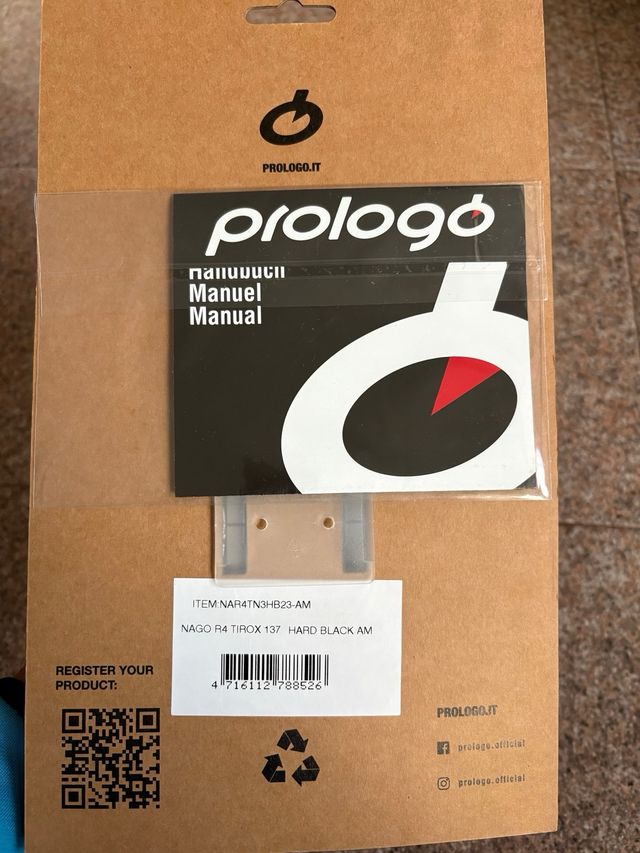 PROLOGO.IT
prologo
Handbuch
Manuel
Manual
ITEM:NAR4TN3HB23-AM
NAGO R4 TIROX 137 HARD BLACK AM
4 716112 788526
REGISTER YOUR
PRODUCT:
PROLOGO.IT
prologo.official
prologo.official